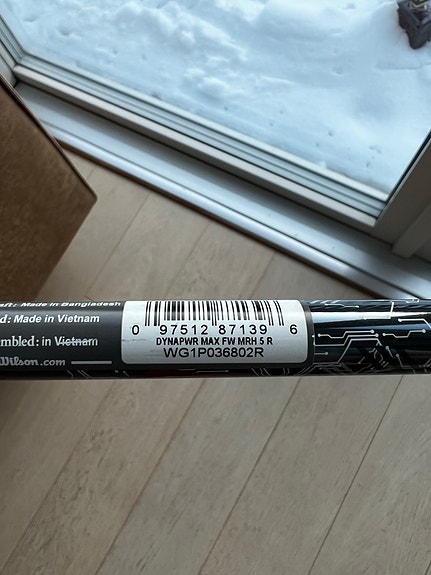 aft: Made in Bangladesh
d: Made in Vietnam
mbled: in Vietnam
Wilson.com
0 97512 87139 6
DYNAPWR MAX FW MRH 5 R
WG1P036802R